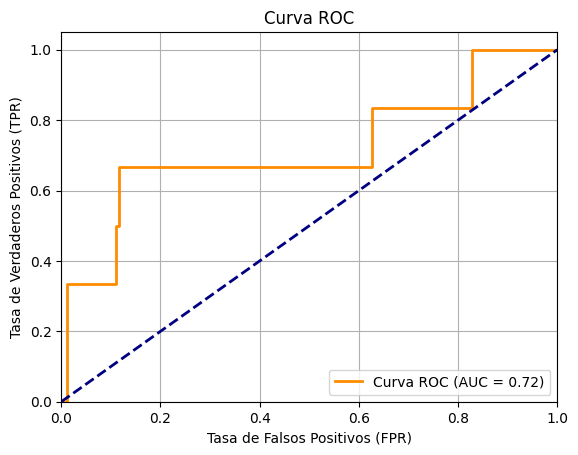 Curva ROC
Tasa de Verdaderos Positivos (TPR)
1.0
0.8
0.6
0.4
0.2
0.0
0.0 0.2 0.4 0.6 0.8 1.0
Tasa de Falsos Positivos (FPR)
Curva ROC (AUC = 0.72)